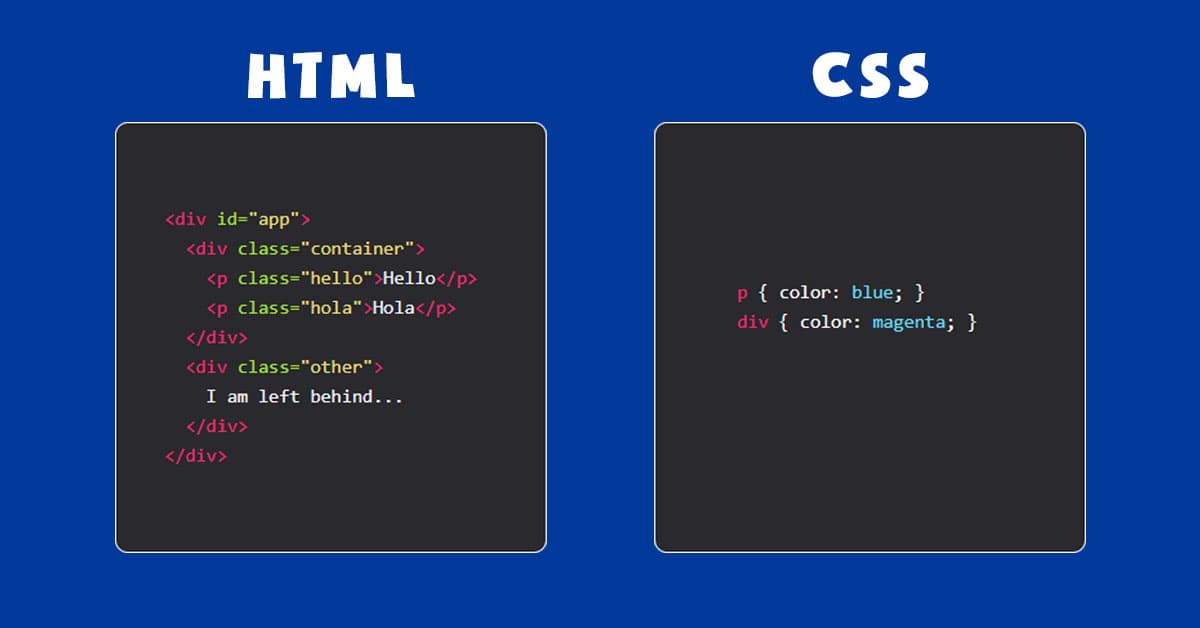 HTML
<div id="app">
  <div class="container">
    <p class="hello">Hello</p>
    <p class="hola">Hola</p>
  </div>
  <div class="other">
    I am left behind...
  </div>
</div>
CSS
p { color: blue; }
div { color: magenta; }